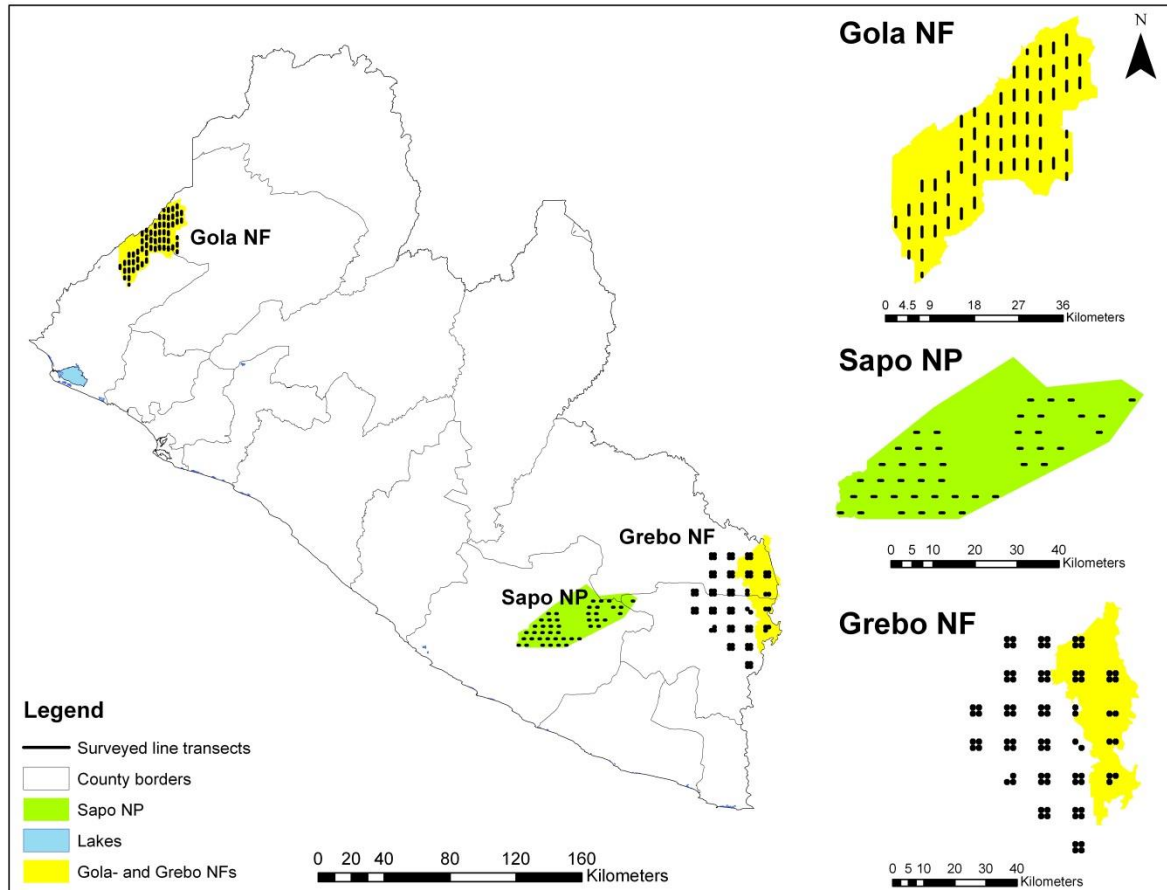 Gola NF
Sapo NP
Grebo NF
Legend
Surveyed line transects
County borders
Sapo NP
Lakes
Gola- and Grebo NFs
0 20 40 80 120 160
Kilometers
N
Gola NF
0 4.5 9 18 27 36
Kilometers
Sapo NP
0 5 10 20 30 40
Kilometers
Grebo NF
0 5 10 20 30 40
Kilometers